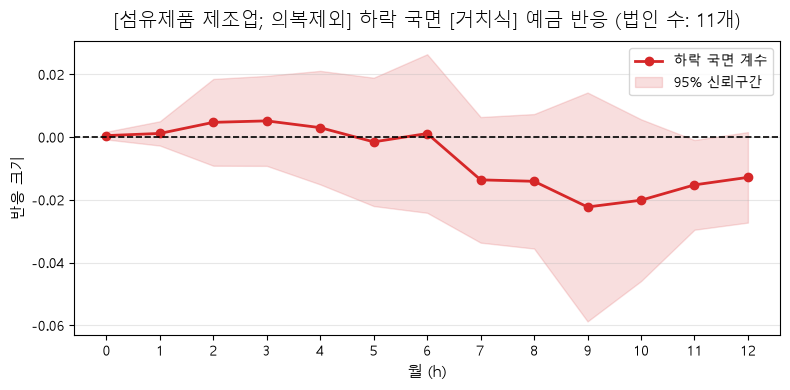 [섬유제품 제조업; 의복제외] 하락 국면 [거치식] 예금 반응 (법인 수: 11개)
하락 국면 계수
95% 신뢰구간
반응 크기
0.02
0.00
-0.02
-0.04
-0.06
0 1 2 3 4 5 6 7 8 9 10 11 12
월 (h)